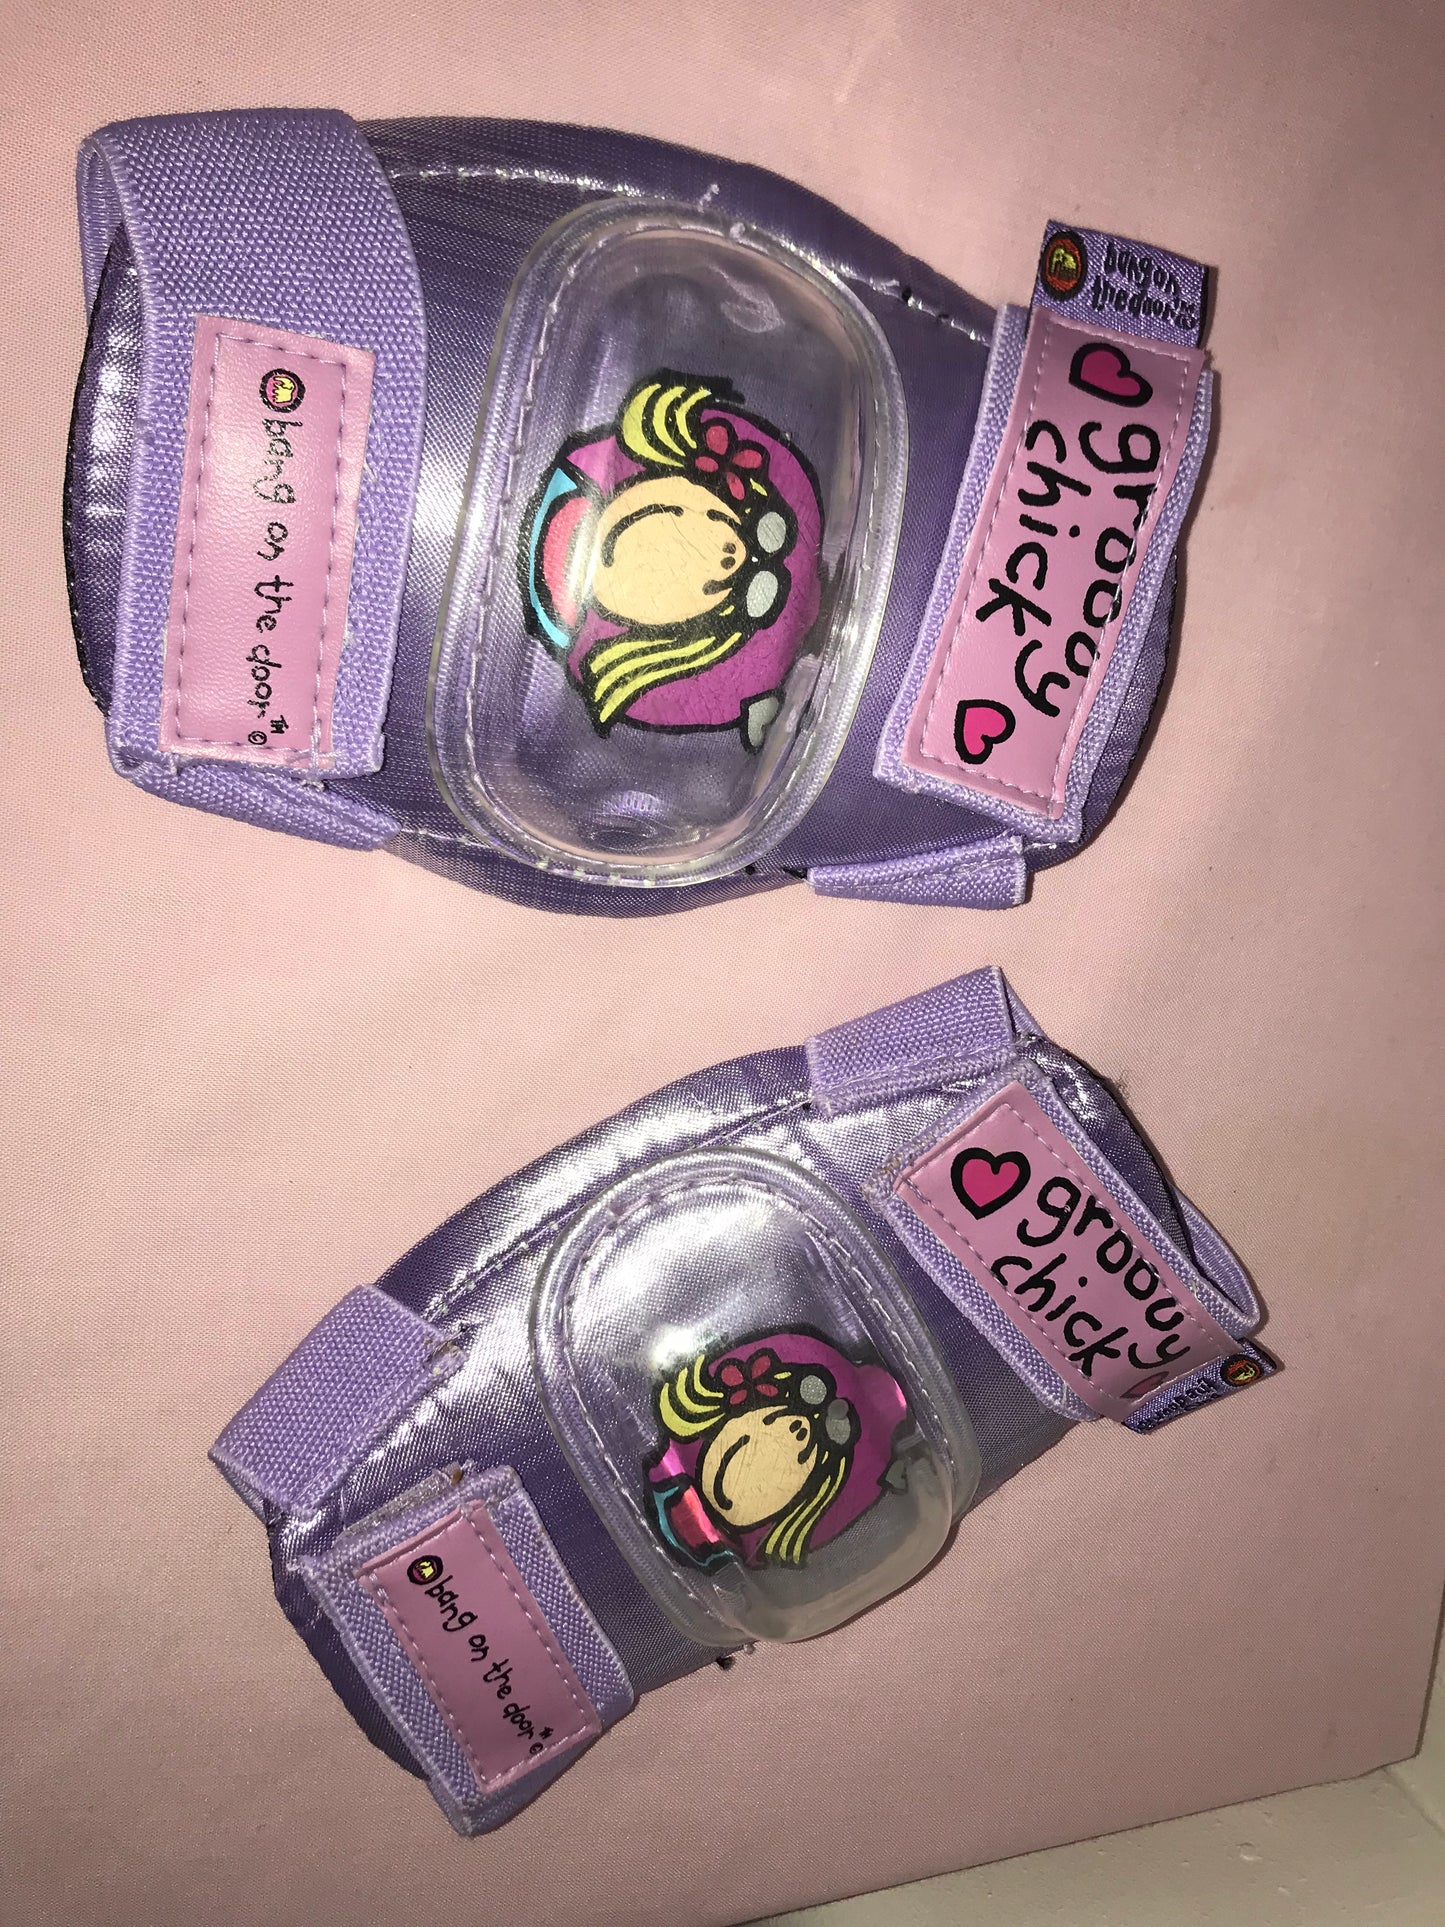 bang on the door™©
groovy
chick
bang on
the door
groovy
chick
bang on the door™©